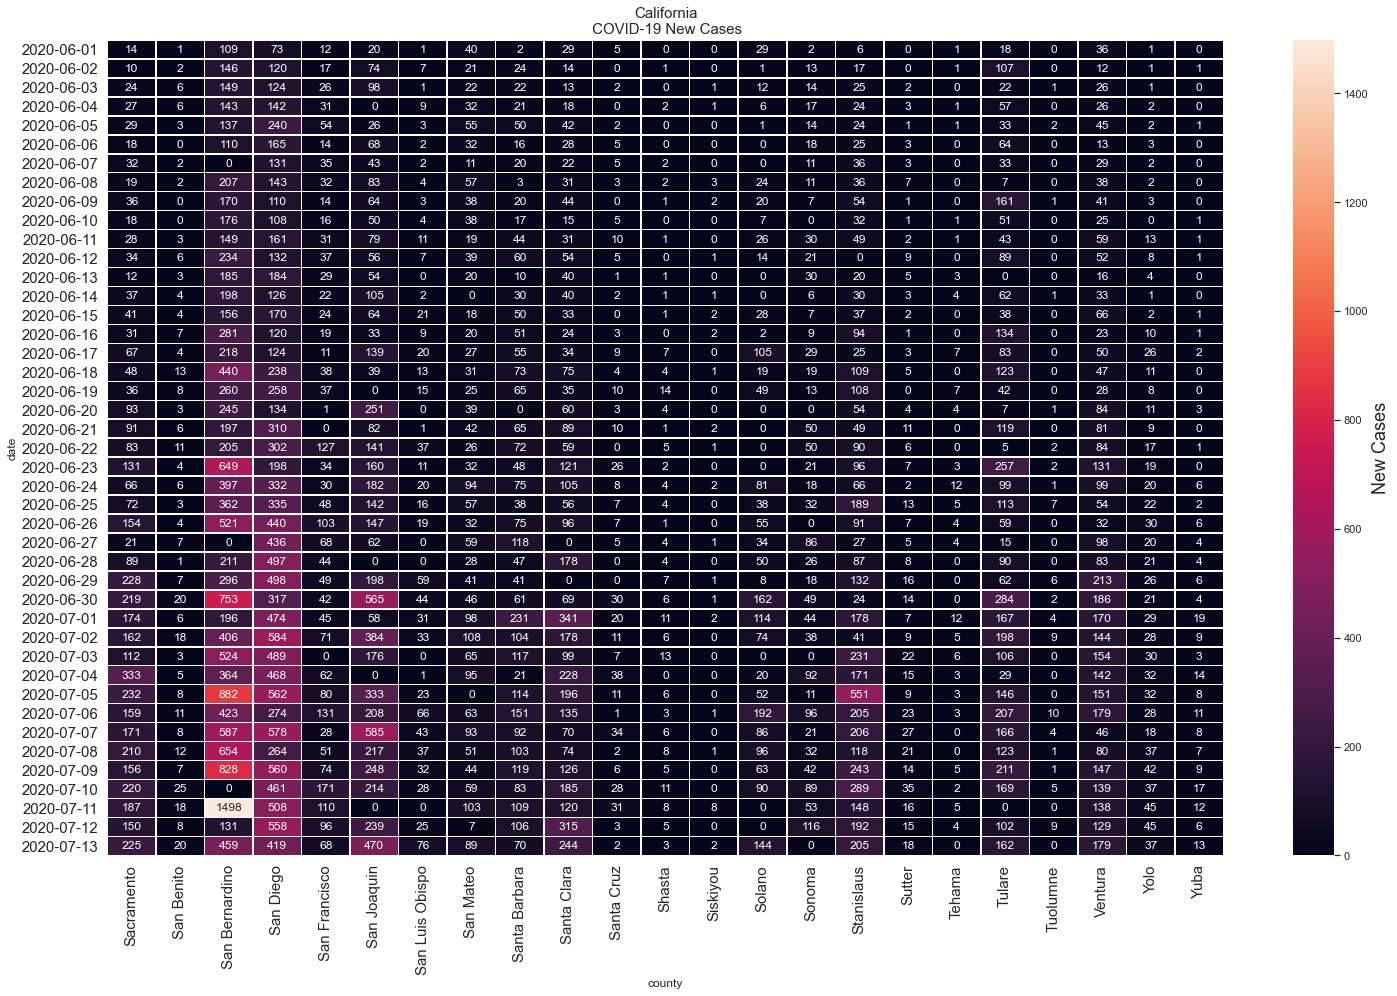 California
COVID-19 New Cases
2020-06-01 14 1 109 73 12 20 1 40 2 29 5 0 0 29 2 6 0 1 18 0 36 1 0
2020-06-02 10 2 146 120 17 74 7 21 24 14 0 1 0 1 13 17 0 1 107 0 12 1 1
2020-06-03 24 6 149 124 26 98 1 22 22 13 2 0 1 12 14 25 2 0 22 1 26 1 0
2020-06-04 27 6 143 142 31 0 9 32 21 18 0 2 1 6 17 24 3 1 57 0 26 2 0
2020-06-05 29 3 137 240 54 26 3 55 50 42 2 0 0 1 14 24 1 1 33 2 45 2 1
2020-06-06 18 0 110 165 14 68 2 32 16 28 5 0 0 0 18 25 3 0 64 0 13 3 0
2020-06-07 32 2 0 131 35 43 2 11 20 22 5 2 0 0 11 36 3 0 33 0 29 2 0
2020-06-08 19 2 207 143 32 83 4 57 3 31 3 2 3 24 11 36 7 0 7 0 38 2 0
2020-06-09 36 0 170 110 14 64 3 38 20 44 0 1 2 20 7 54 1 0 161 1 41 3 0
2020-06-10 18 0 176 108 16 50 4 38 17 15 5 0 0 7 0 32 1 1 51 0 25 0 1
2020-06-11 28 3 149 161 31 79 11 19 44 31 10 1 0 26 30 49 2 1 43 0 59 13 1
2020-06-12 34 6 234 132 37 56 7 39 60 54 5 0 1 14 21 0 9 0 89 0 52 8 1
2020-06-13 12 3 185 184 29 54 0 20 10 40 1 1 0 0 30 20 5 3 0 0 16 4 0
2020-06-14 37 4 198 126 22 105 2 0 30 40 2 1 1 0 6 30 3 4 62 1 33 1 0
2020-06-15 41 4 156 170 24 64 21 18 50 33 0 1 2 28 7 37 2 0 38 0 66 2 1
2020-06-16 31 7 281 120 19 33 9 20 51 24 3 0 2 2 9 94 1 0 134 0 23 10 1
2020-06-17 67 4 218 124 11 139 20 27 55 34 9 7 0 105 29 25 3 7 83 0 50 26 2
2020-06-18 48 13 440 238 38 39 13 31 73 75 4 4 1 19 19 109 5 0 123 0 47 11 0
2020-06-19 36 8 260 258 37 0 15 25 65 35 10 14 0 49 13 108 0 7 42 0 28 8 0
2020-06-20 93 3 245 134 1 251 0 39 0 60 3 4 0 0 0 54 4 4 7 1 84 11 3
2020-06-21 91 6 197 310 0 82 1 42 65 89 10 1 2 0 50 49 11 0 119 0 81 9 0
2020-06-22 83 11 205 302 127 141 37 26 72 59 0 5 1 0 50 90 6 0 5 2 84 17 1
2020-06-23 131 4 649 198 34 160 11 32 48 121 26 2 0 0 21 96 7 3 257 2 131 19 0
2020-06-24 66 6 397 332 30 182 20 94 75 105 8 4 2 81 18 66 2 12 99 1 99 20 6
2020-06-25 72 3 362 335 48 142 16 57 38 56 7 4 0 38 32 189 13 5 113 7 54 22 2
2020-06-26 154 4 521 440 103 147 19 32 75 96 7 1 0 55 0 91 7 4 59 0 32 30 6
2020-06-27 21 7 0 436 68 62 0 59 118 0 5 4 1 34 86 27 5 4 15 0 98 20 4
2020-06-28 89 1 211 497 44 0 0 28 47 178 0 4 0 50 26 87 8 0 90 0 83 21 4
2020-06-29 228 7 296 498 49 198 59 41 41 0 0 7 1 8 18 132 16 0 62 6 213 26 6
2020-06-30 219 20 753 317 42 565 44 46 61 69 30 6 1 162 49 24 14 0 284 2 186 21 4
2020-07-01 174 6 196 474 45 58 31 98 231 341 20 11 2 114 44 178 7 12 167 4 170 29 19
2020-07-02 162 18 406 584 71 384 33 108 104 178 11 6 0 74 38 41 9 5 198 9 144 28 9
2020-07-03 112 3 524 489 0 176 0 65 117 99 7 13 0 0 0 231 22 6 106 0 154 30 3
2020-07-04 333 5 364 468 62 0 1 95 21 228 38 0 0 20 92 171 15 3 29 0 142 32 14
2020-07-05 232 8 882 562 80 333 23 0 114 196 11 6 0 52 11 551 9 3 146 0 151 32 8
2020-07-06 159 11 423 274 131 208 66 63 151 135 1 3 1 192 96 205 23 3 207 10 179 28 11
2020-07-07 171 8 587 578 28 585 43 93 92 70 34 6 0 86 21 206 27 0 166 4 46 18 8
2020-07-08 210 12 654 264 51 217 37 51 103 74 2 8 1 96 32 118 21 0 123 1 80 37 7
2020-07-09 156 7 828 560 74 248 32 44 119 126 6 5 0 63 42 243 14 5 211 1 147 42 9
2020-07-10 220 25 0 461 171 214 28 59 83 185 28 11 0 90 89 289 35 2 169 5 139 37 17
2020-07-11 187 18 1498 508 110 0 0 103 109 120 31 8 8 0 53 148 16 5 0 0 138 45 12
2020-07-12 150 8 131 558 96 239 25 7 106 315 3 5 0 0 116 192 15 4 102 9 129 45 6
2020-07-13 225 20 459 419 68 470 76 89 70 244 2 3 2 144 0 205 18 0 162 0 179 37 13
date
Sacramento
San Benito
San Bernardino
San Diego
San Francisco
San Joaquin
San Luis Obispo
San Mateo
Santa Barbara
Santa Clara
Santa Cruz
Shasta
Siskiyou
Solano
Sonoma
Stanislaus
Sutter
Tehama
Tulare
Tuolumne
Ventura
Yolo
Yuba
county
1400
1200
1000
800
600
400
200
0
New Cases